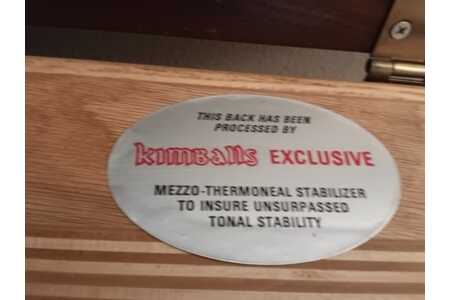 THIS BACK HAS BEEN
PROCESSED BY
KIMBALLS EXCLUSIVE
MEZZO-THERMONEAL STABILIZER
TO INSURE UNSURPASSED
TONAL STABILITY